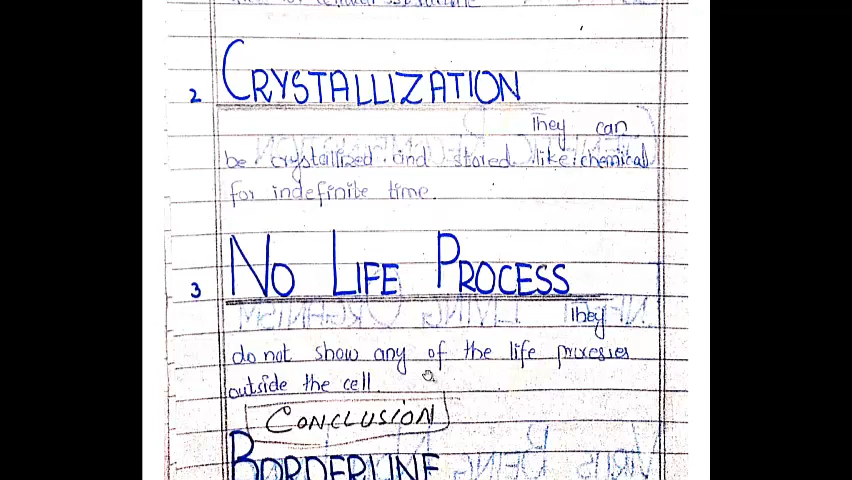 2 CRYSTALLIZATION
They can
be crystallized and stored like chemical
for indefinite time.
3 NO LIFE PROCESS
They
do not show any of the life processes
outside the cell.
CONCLUSION
BORDERLINE